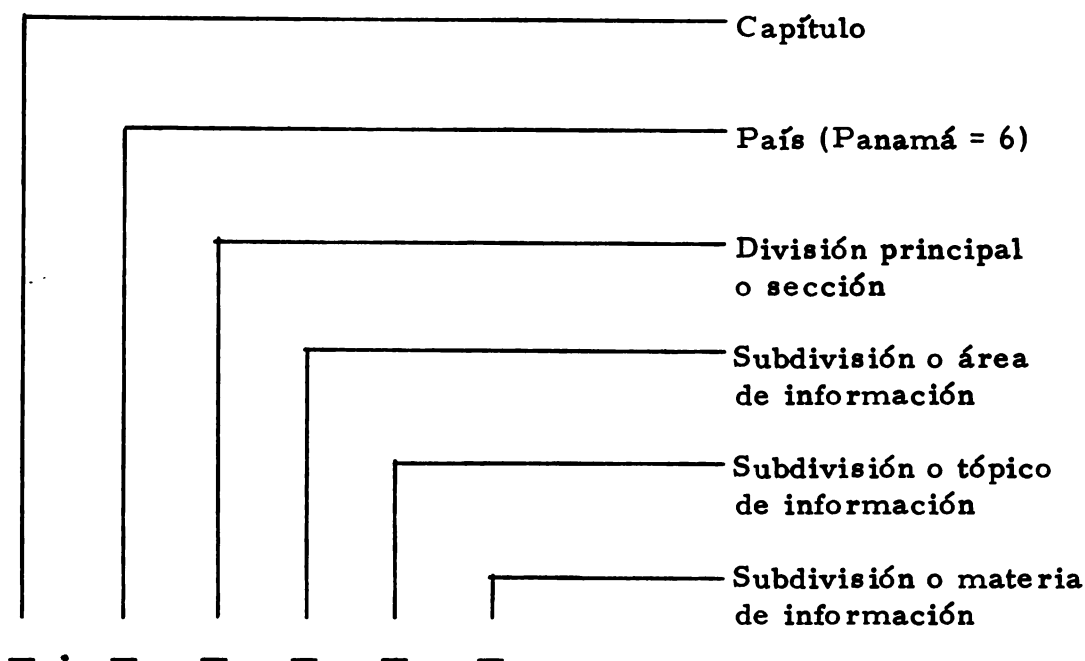 Capítulo
País (Panamá = 6)
División principal
o sección
Subdivisión o área
de información
Subdivisión o tópico
de información
Subdivisión o materia
de información